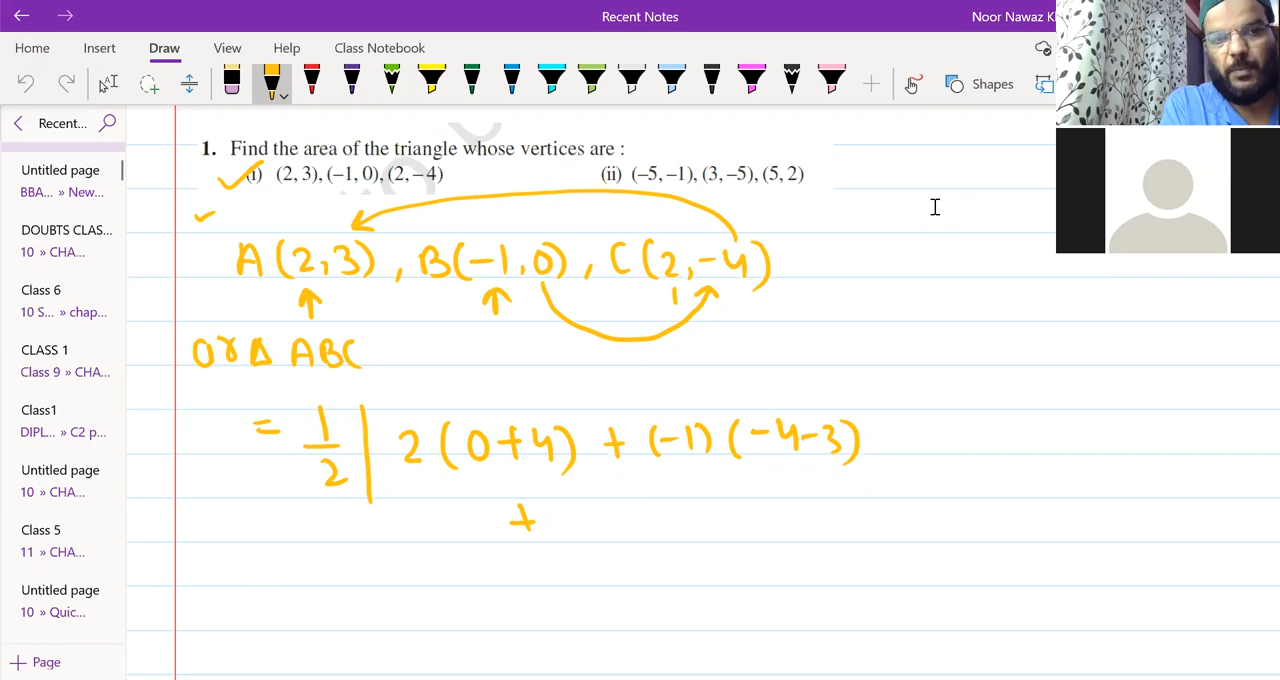 Recent Notes
Noor Nawaz K
Home Insert Draw View Help Class Notebook
Shapes
Recent...
Untitled page
BBA... » New...
DOUBTS CLAS...
10 » CHA...
Class 6
10 S... » chap...
CLASS 1
Class 9 » CHA...
Class1
DIPL... » C2 p...
Untitled page
10 » CHA...
Class 5
11 » CHA...
Untitled page
10 » Quic...
+ Page
1. Find the area of the triangle whose vertices are :
(i) (2, 3), (–1, 0), (2, – 4) (ii) (–5, –1), (3, –5), (5, 2)
A (2,3) , B(-1,0) , C (2,-4)
Δ ABC
= 1/2 | 2 (0+4) + (-1) (-4-3)
+